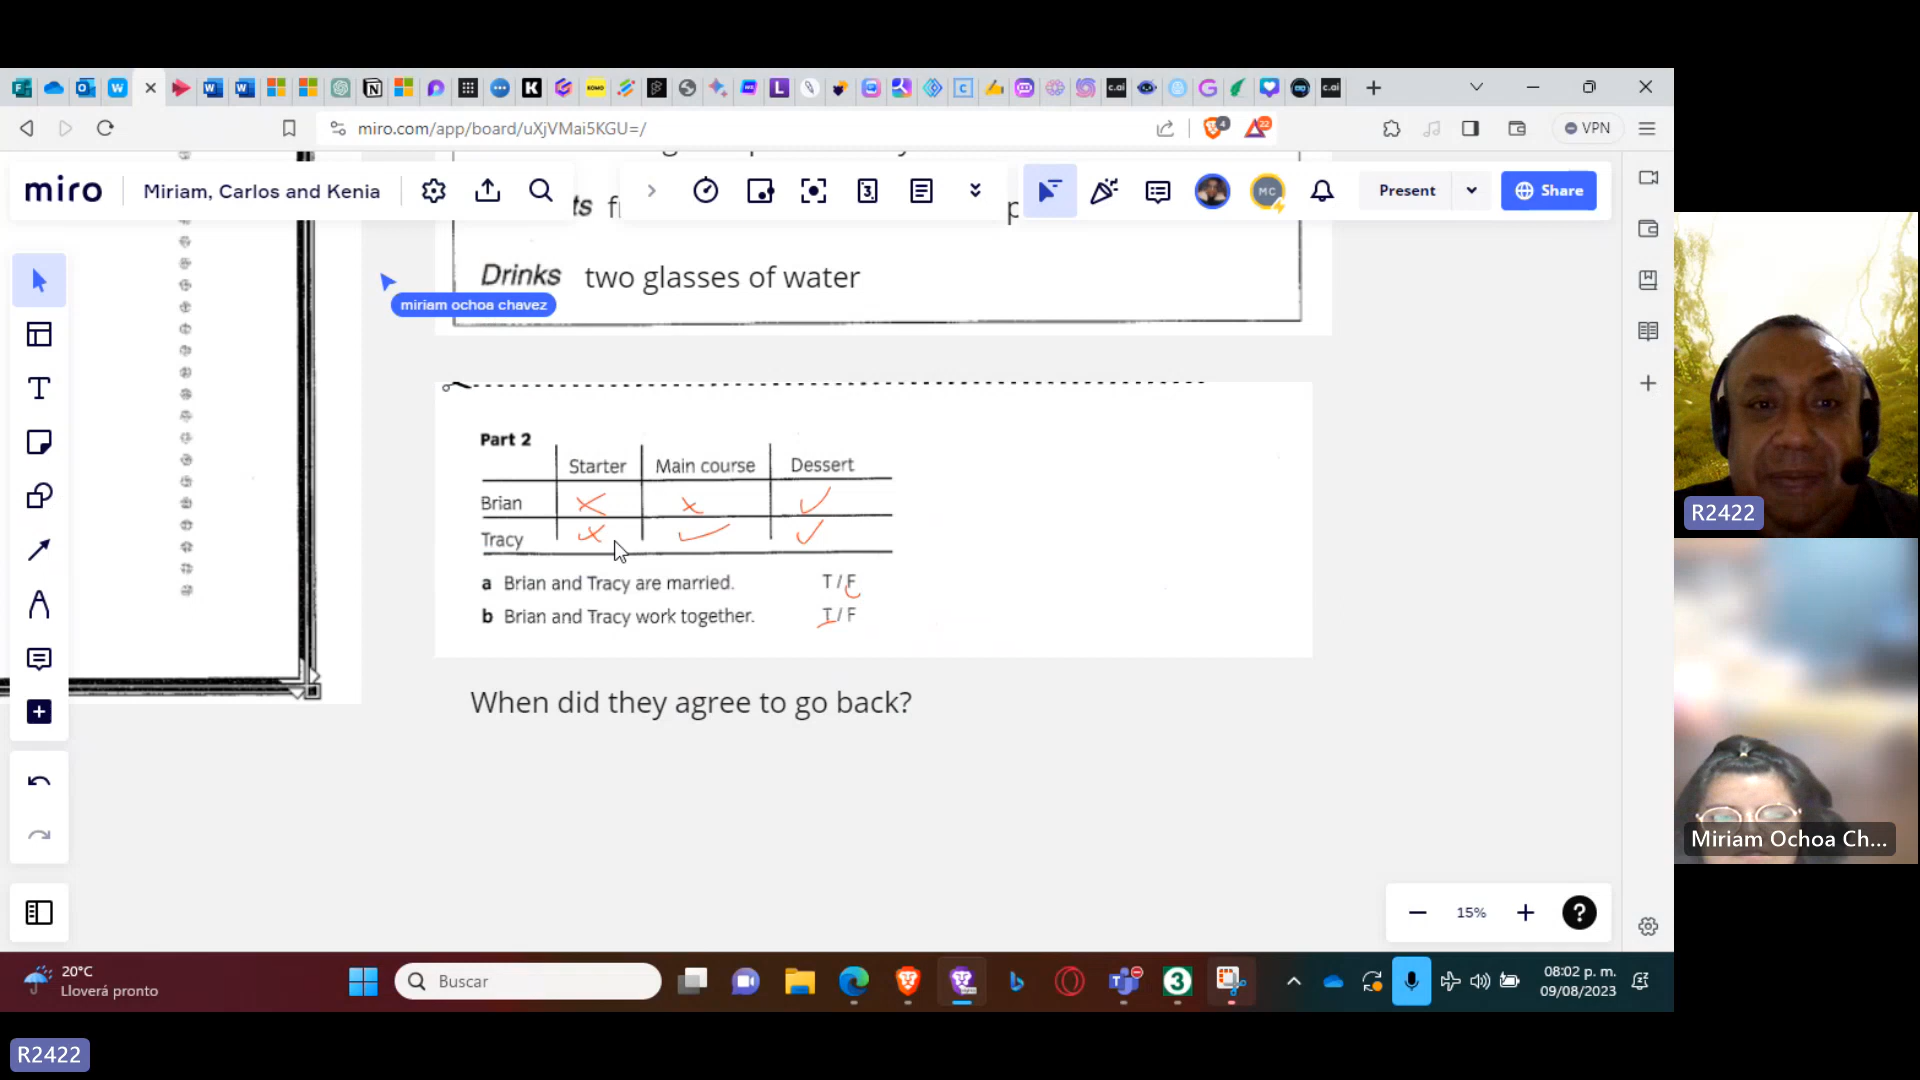 miro.com/app/board/uXjVMai5KGU=/
4
22
VPN
miro
Miriam, Carlos and Kenia
MC
Present
Share
Drinks two glasses of water
miriam ochoa chavez
Part 2
Starter Main course Dessert
Brian
Tracy
a Brian and Tracy are married. T / F
b Brian and Tracy work together. T / F
When did they agree to go back?
15%
R2422
Miriam Ochoa Ch...
20°C
Lloverá pronto
Buscar
08:02 p. m.
09/08/2023
R2422